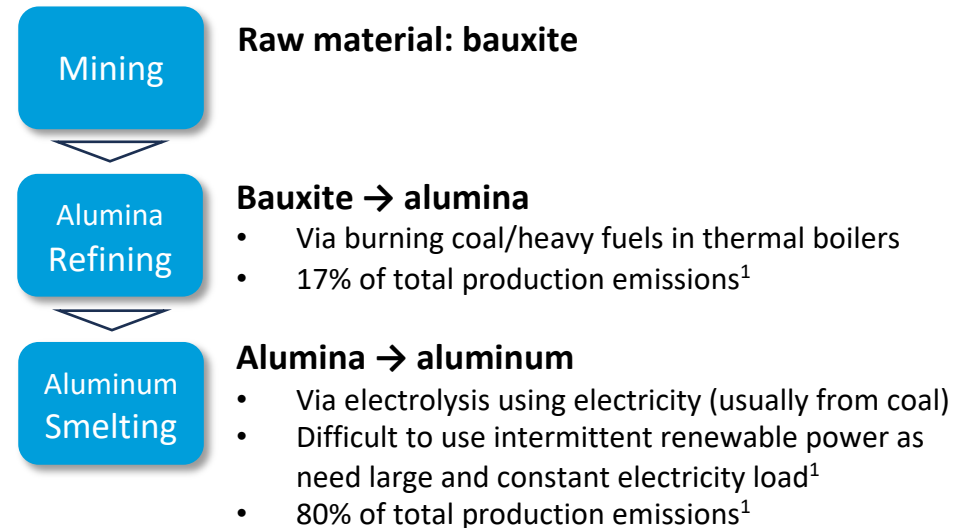 Mining
Raw material: bauxite
Alumina
Refining
Bauxite → alumina
• Via burning coal/heavy fuels in thermal boilers
• 17% of total production emissions¹
Aluminum
Smelting
Alumina → aluminum
• Via electrolysis using electricity (usually from coal)
• Difficult to use intermittent renewable power as
need large and constant electricity load¹
• 80% of total production emissions¹